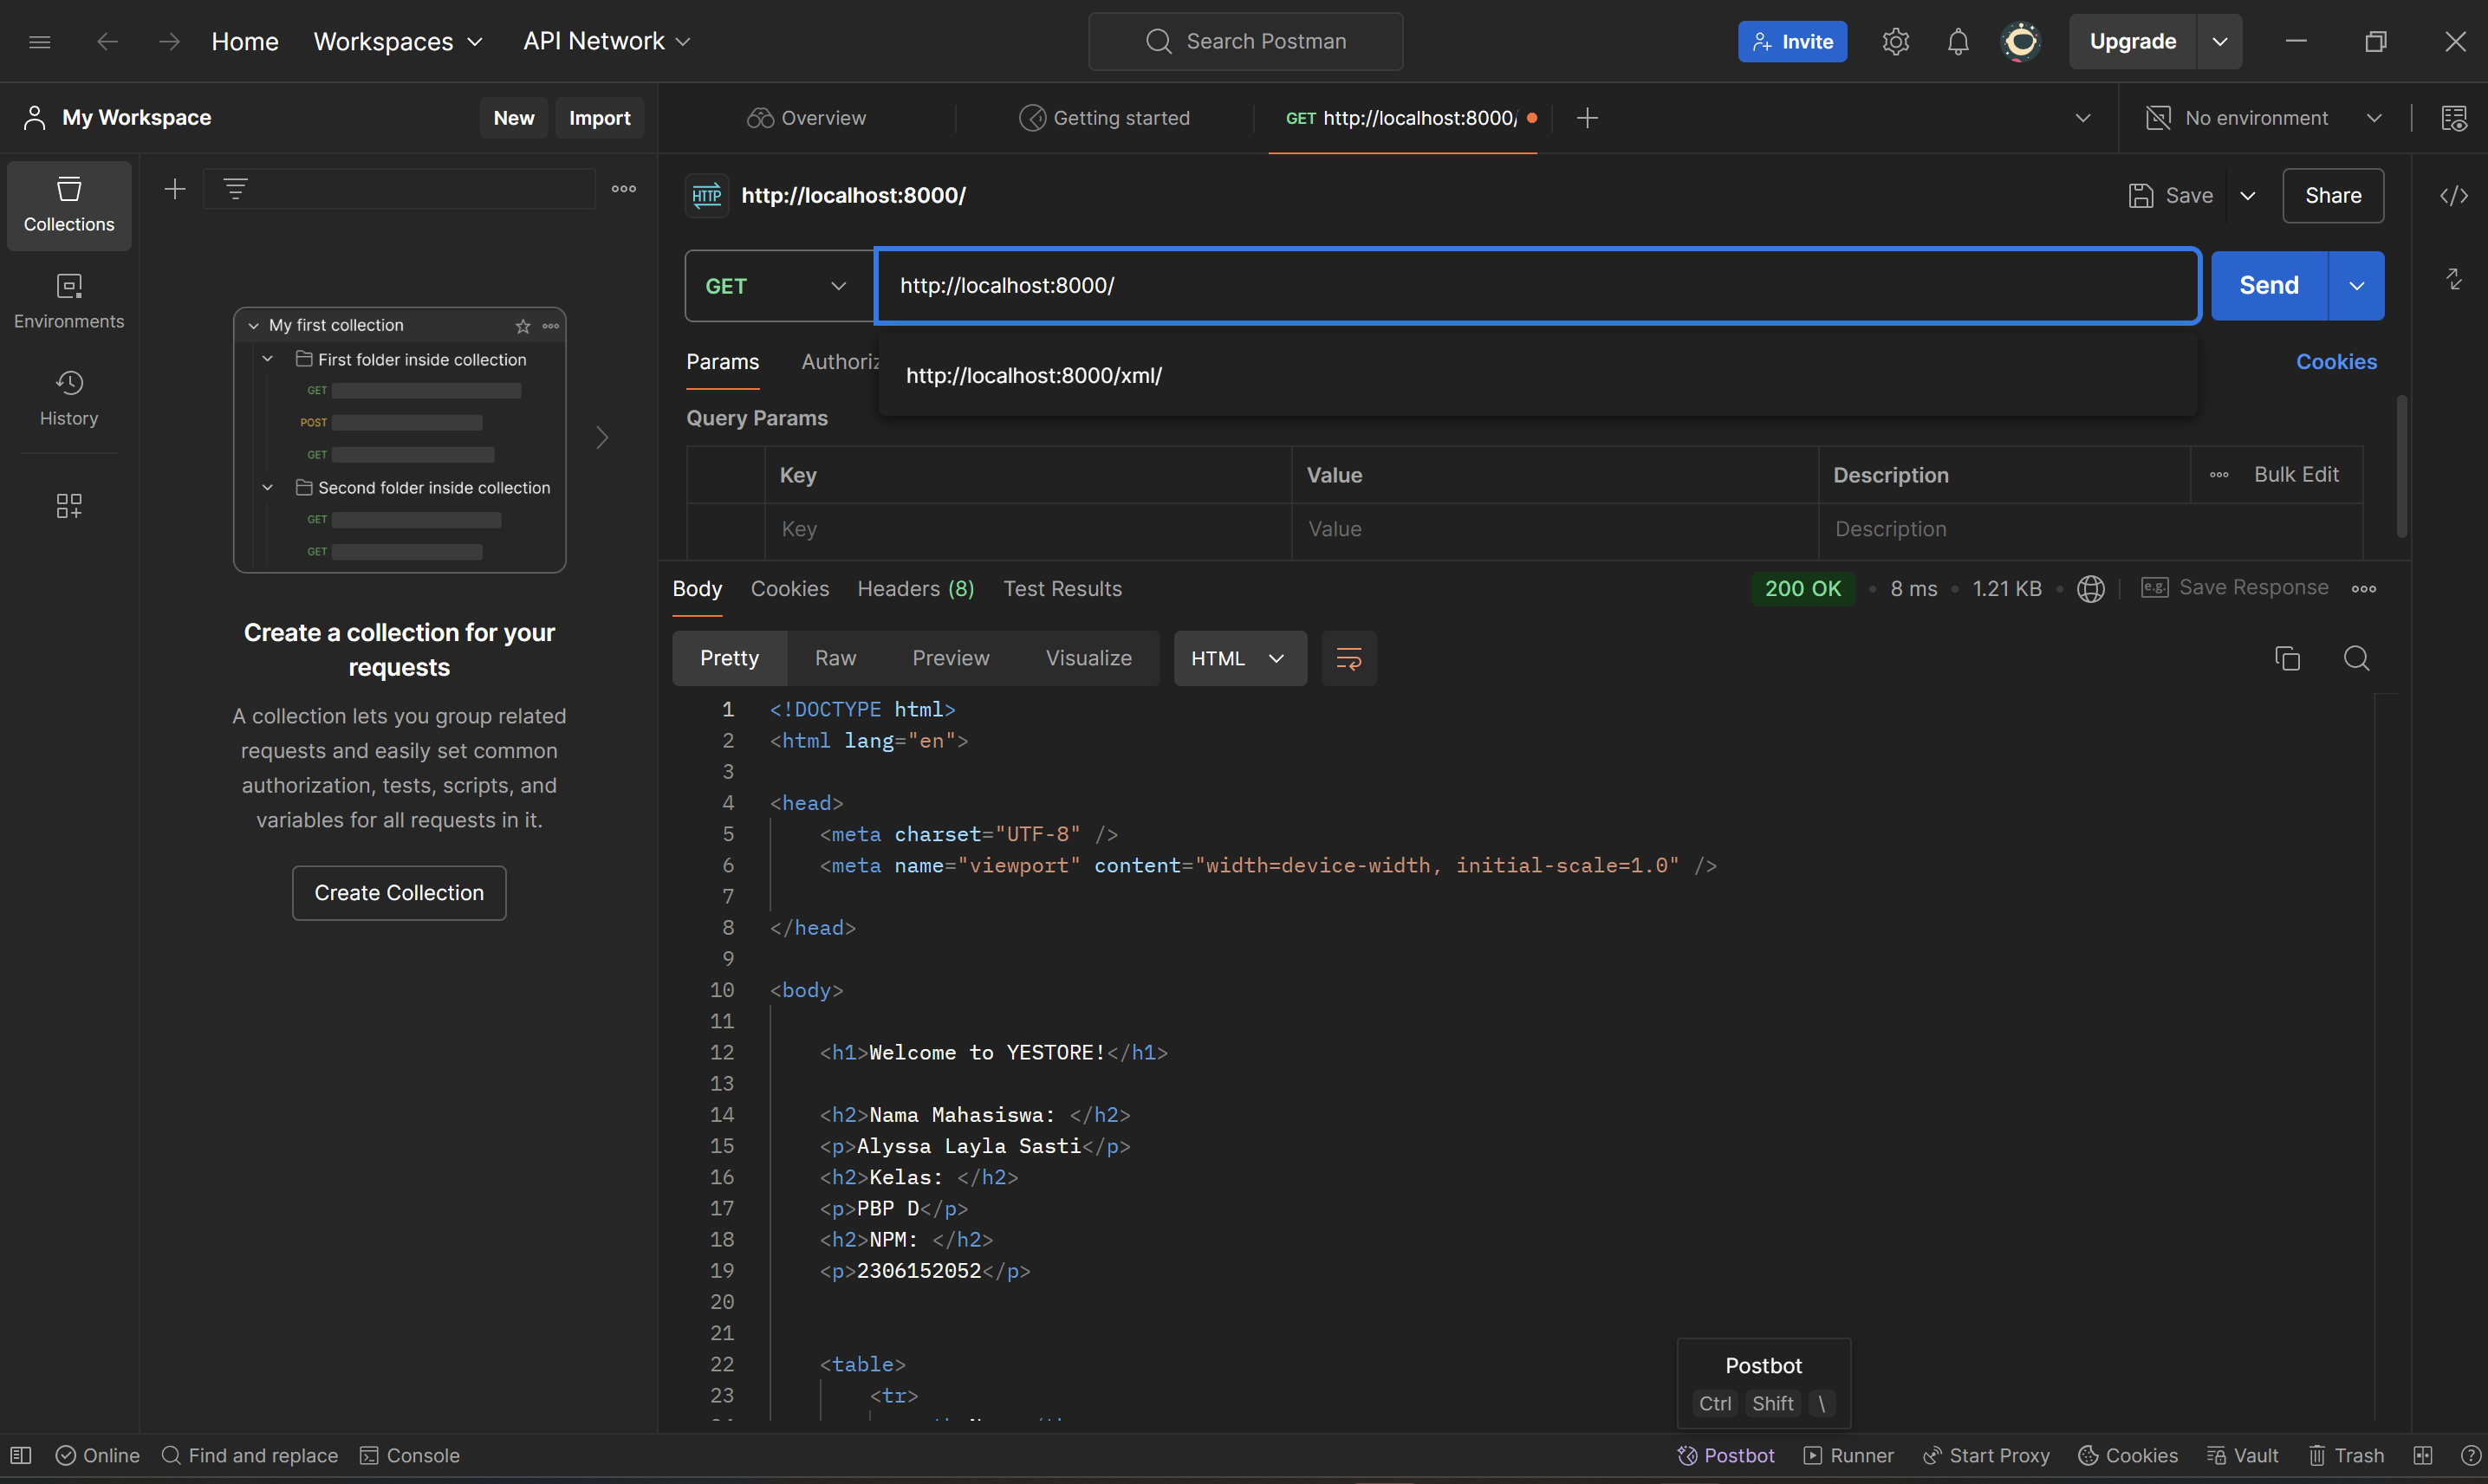 Home Workspaces API Network Search Postman Invite Upgrade
My Workspace New Import Overview Getting started GET http://localhost:8000/ No environment
Collections
Environments
History
My first collection
First folder inside collection
GET
POST
GET
Second folder inside collection
GET
GET
Create a collection for your
requests
A collection lets you group related
requests and easily set common
authorization, tests, scripts, and
variables for all requests in it.
Create Collection
HTTP http://localhost:8000/ Save Share
GET http://localhost:8000/ Send
Params Authoriz Cookies
http://localhost:8000/xml/
Query Params
Key Value Description Bulk Edit
Key Value Description
Body Cookies Headers (8) Test Results 200 OK 8 ms 1.21 KB e.g. Save Response
Pretty Raw Preview Visualize HTML
1 <!DOCTYPE html>
2 <html lang="en">
3
4 <head>
5 <meta charset="UTF-8" />
6 <meta name="viewport" content="width=device-width, initial-scale=1.0" />
7
8 </head>
9
10 <body>
11
12 <h1>Welcome to YESTORE!</h1>
13
14 <h2>Nama Mahasiswa: </h2>
15 <p>Alyssa Layla Sasti</p>
16 <h2>Kelas: </h2>
17 <p>PBP D</p>
18 <h2>NPM: </h2>
19 <p>2306152052</p>
20
21
22 <table>
23 <tr>
Postbot
Ctrl Shift \
Online Find and replace Console Postbot Runner Start Proxy Cookies Vault Trash